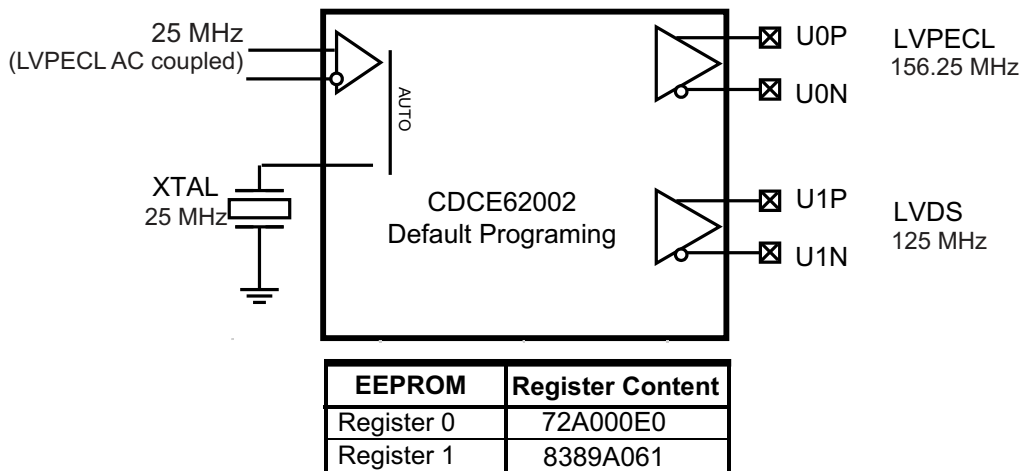 25 MHz
(LVPECL AC coupled)
AUTO
XTAL
25 MHz
CDCE62002
Default Programing
U0P
U0N
LVPECL
156.25 MHz
U1P
U1N
LVDS
125 MHz
EEPROM Register Content
Register 0 72A000E0
Register 1 8389A061